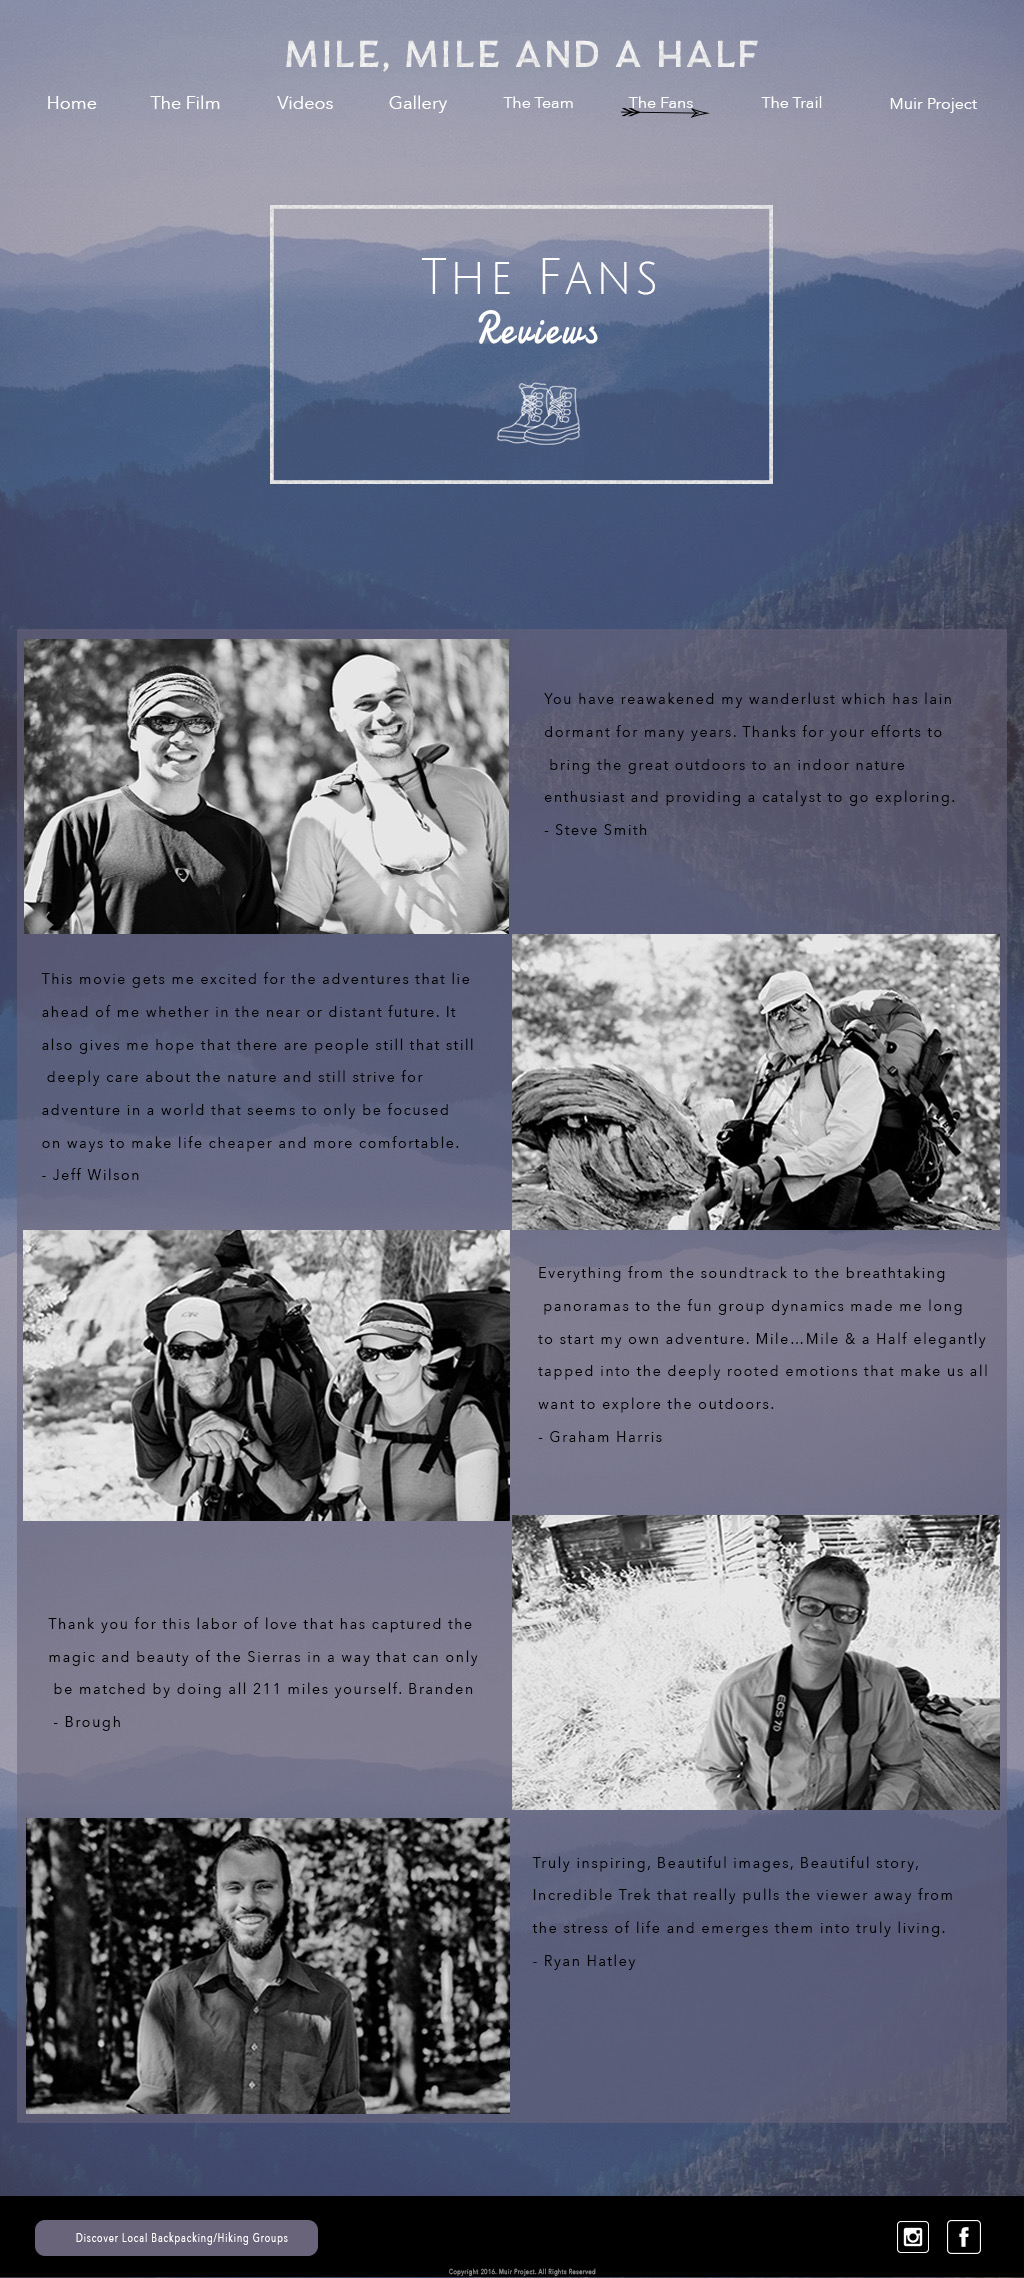 MILE, MILE AND A HALF
Home The Film Videos Gallery The Team The Fans The Trail Muir Project
The Fans
Reviews
You have reawakened my wanderlust which has lain
dormant for many years. Thanks for your efforts to
bring the great outdoors to an indoor nature
enthusiast and providing a catalyst to go exploring.
- Steve Smith
This movie gets me excited for the adventures that lie
ahead of me whether in the near or distant future. It
also gives me hope that there are people still that still
deeply care about the nature and still strive for
adventure in a world that seems to only be focused
on ways to make life cheaper and more comfortable.
- Jeff Wilson
Everything from the soundtrack to the breathtaking
panoramas to the fun group dynamics made me long
to start my own adventure. Mile...Mile & a Half elegantly
tapped into the deeply rooted emotions that make us all
want to explore the outdoors.
- Graham Harris
EOS 7D
Thank you for this labor of love that has captured the
magic and beauty of the Sierras in a way that can only
be matched by doing all 211 miles yourself. Branden
- Brough
Truly inspiring, Beautiful images, Beautiful story,
Incredible Trek that really pulls the viewer away from
the stress of life and emerges them into truly living.
- Ryan Hatley
Discover Local Backpacking/Hiking Groups
Copyright 2016. Muir Project. All Rights Reserved